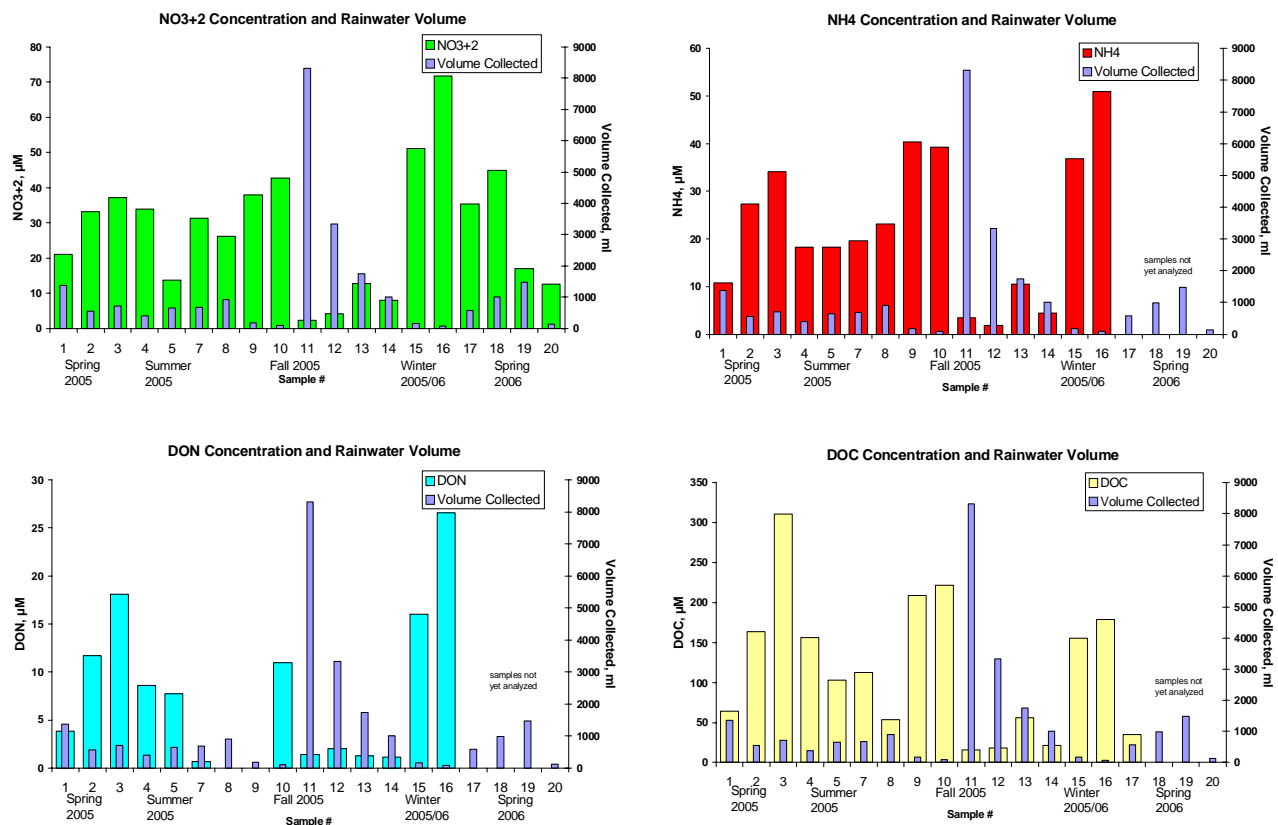 NO3+2 Concentration and Rainwater Volume
NO3+2
Volume Collected
NO3+2, µM
80
70
60
50
40
30
20
10
0
9000
8000
7000
6000
5000
4000
3000
2000
1000
0
Volume Collected, ml
1 2 3 4 5 7 8 9 10 11 12 13 14 15 16 17 18 19 20
Spring 2005
Summer 2005
Fall 2005
Winter 2005/06
Spring 2006
Sample #
NH4 Concentration and Rainwater Volume
NH4
Volume Collected
NH4, µM
60
50
40
30
20
10
0
9000
8000
7000
6000
5000
4000
3000
2000
1000
0
Volume Collected, ml
samples not
yet analyzed
1 2 3 4 5 7 8 9 10 11 12 13 14 15 16 17 18 19 20
Spring 2005
Summer 2005
Fall 2005
Winter 2005/06
Spring 2006
Sample #
DON Concentration and Rainwater Volume
DON
Volume Collected
DON, µM
30
25
20
15
10
5
0
9000
8000
7000
6000
5000
4000
3000
2000
1000
0
Volume Collected, ml
samples not
yet analyzed
1 2 3 4 5 7 8 9 10 11 12 13 14 15 16 17 18 19 20
Spring 2005
Summer 2005
Fall 2005
Winter 2005/06
Spring 2006
Sample #
DOC Concentration and Rainwater Volume
DOC
Volume Collected
DOC, µM
350
300
250
200
150
100
50
0
9000
8000
7000
6000
5000
4000
3000
2000
1000
0
Volume Collected, ml
samples not
yet analyzed
1 2 3 4 5 7 8 9 10 11 12 13 14 15 16 17 18 19 20
Spring 2005
Summer 2005
Fall 2005
Winter 2005/06
Spring 2006
Sample #